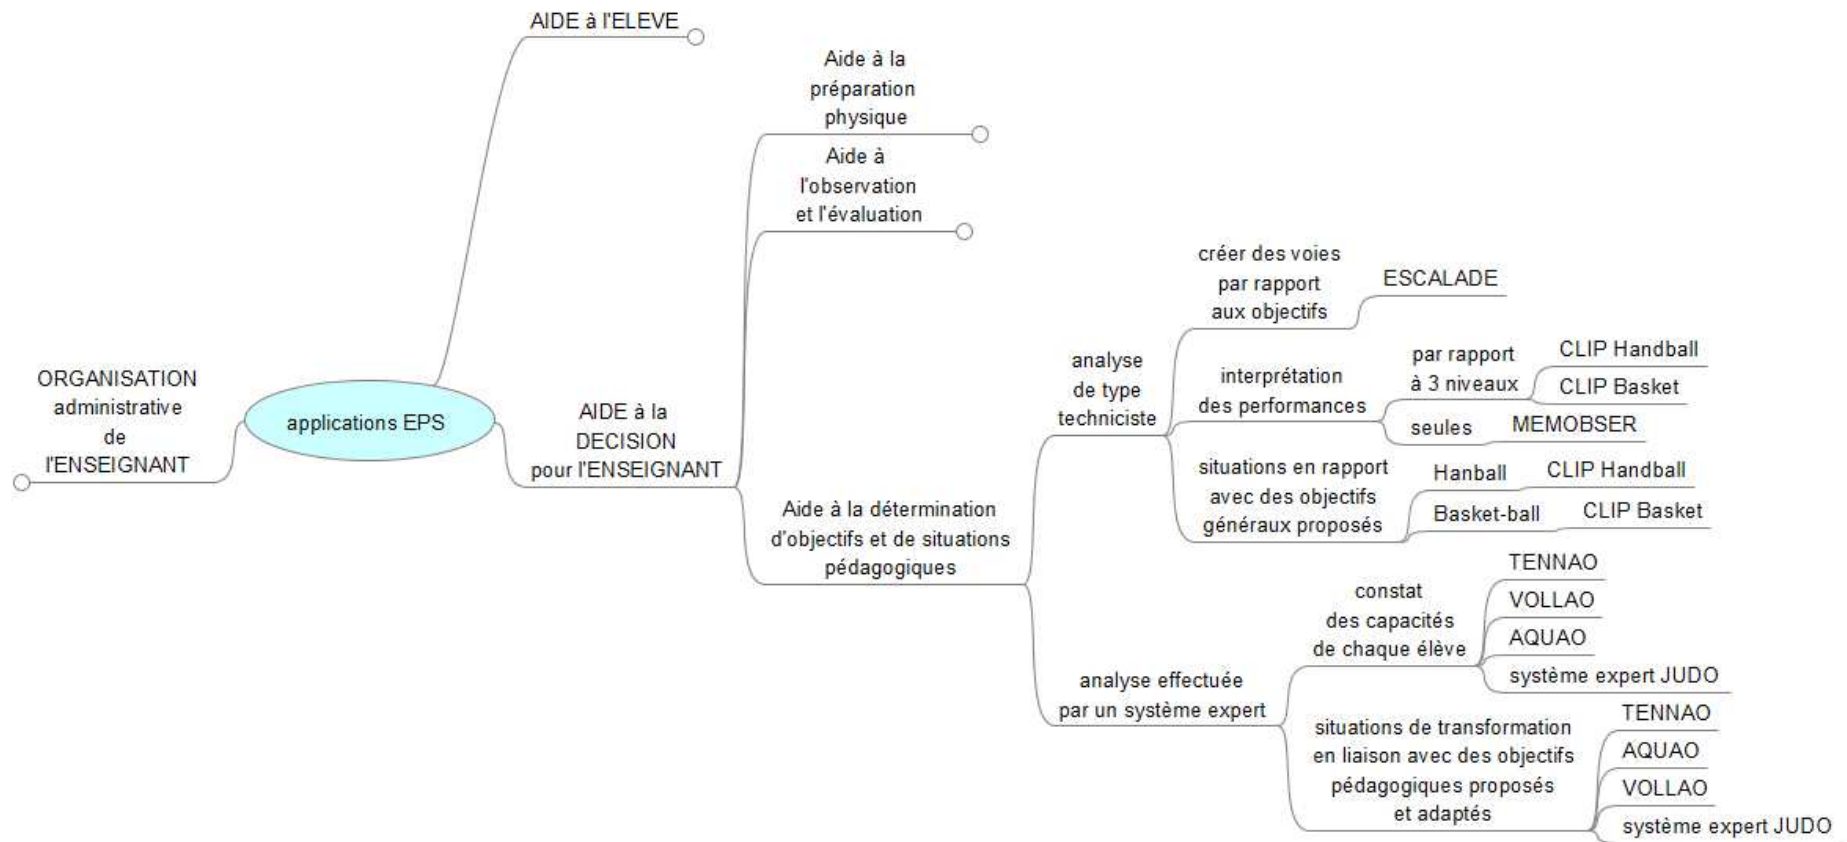 AIDE à l'ELEVE
Aide à la
préparation
physique
Aide à
l'observation
et l'évaluation
ORGANISATION
administrative
de
l'ENSEIGNANT
applications EPS
AIDE à la
DECISION
pour l'ENSEIGNANT
Aide à la détermination
d'objectifs et de situations
pédagogiques
analyse
de type
techniciste
créer des voies
par rapport
aux objectifs
ESCALADE
interprétation
des performances
par rapport
à 3 niveaux
CLIP Handball
CLIP Basket
seules
MEMOBSER
situations en rapport
avec des objectifs
généraux proposés
Hanball
CLIP Handball
Basket-ball
CLIP Basket
analyse effectuée
par un système expert
constat
des capacités
de chaque élève
TENNAO
VOLLAO
AQUAO
système expert JUDO
situations de transformation
en liaison avec des objectifs
pédagogiques proposés
et adaptés
TENNAO
AQUAO
VOLLAO
système expert JUDO